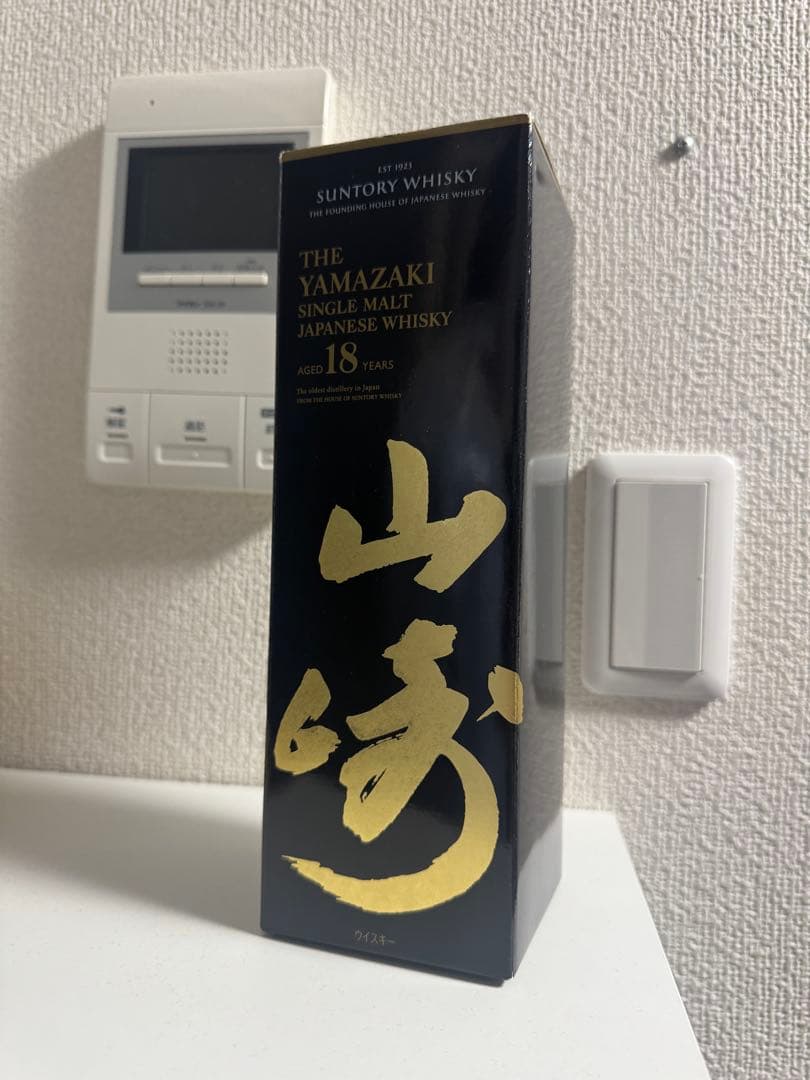 EST 1923
SUNTORY WHISKY
THE FOUNDING HOUSE OF JAPANESE WHISKY
THE
YAMAZAKI
SINGLE MALT
JAPANESE WHISKY
AGED 18 YEARS
The oldest distillery in Japan
FROM THE HOUSE OF SUNTORY WHISKY
山崎
ウイスキー